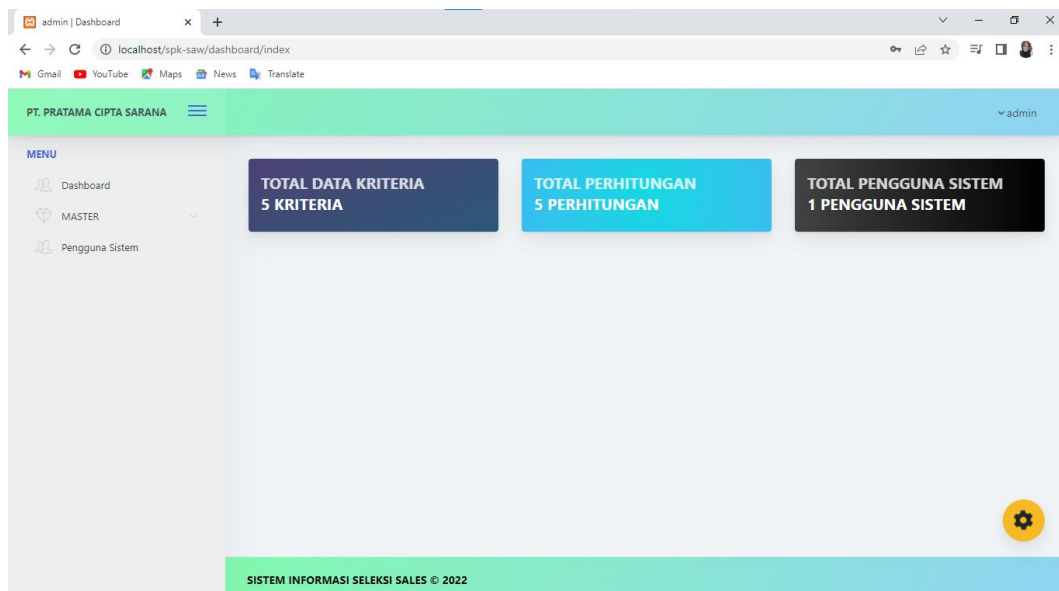 admin | Dashboard
localhost/spk-saw/dashboard/index
Gmail YouTube Maps News Translate
PT. PRATAMA CIPTA SARANA
admin
MENU
Dashboard
MASTER
Pengguna Sistem
TOTAL DATA KRITERIA
5 KRITERIA
TOTAL PERHITUNGAN
5 PERHITUNGAN
TOTAL PENGGUNA SISTEM
1 PENGGUNA SISTEM
SISTEM INFORMASI SELEKSI SALES © 2022